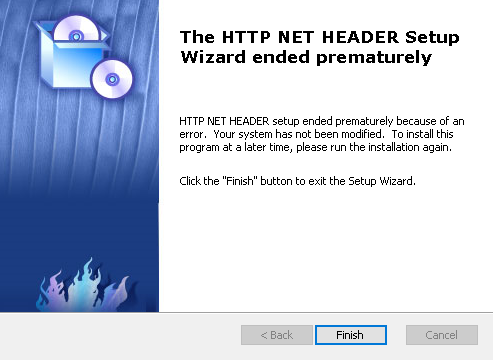 The HTTP NET HEADER Setup
Wizard ended prematurely
HTTP NET HEADER setup ended prematurely because of an
error.  Your system has not been modified.  To install this
program at a later time, please run the installation again.
Click the "Finish" button to exit the Setup Wizard.
< Back
Finish
Cancel